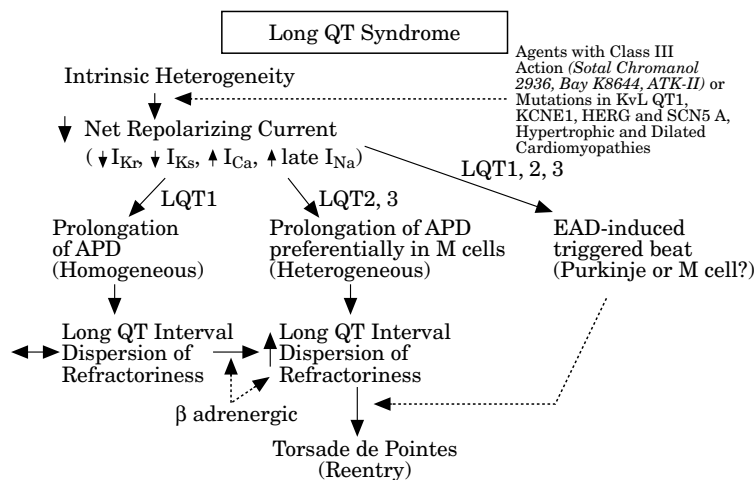 Long QT Syndrome
Agents with Class III
Action (Sotal Chromanol
2936, Bay K8644, ATK-II) or
Mutations in KvL QT1,
KCNE1, HERG and SCN5 A,
Hypertrophic and Dilated
Cardiomyopathies
Intrinsic Heterogeneity
Net Repolarizing Current
(↓ IKr, ↓ IKs, ↑ ICa, ↑ late INa)
LQT1
LQT2, 3
LQT1, 2, 3
Prolongation
of APD
(Homogeneous)
Prolongation of APD
preferentially in M cells
(Heterogeneous)
EAD-induced
triggered beat
(Purkinje or M cell?)
Long QT Interval
Dispersion of
Refractoriness
Long QT Interval
Dispersion of
Refractoriness
β adrenergic
Torsade de Pointes
(Reentry)